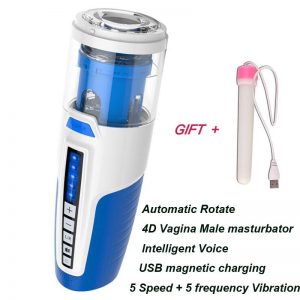 GIFT +
Automatic Rotate
4D Vagina Male masturbator
Intelligent Voice
USB magnetic charging
5 Speed + 5 frequency Vibration